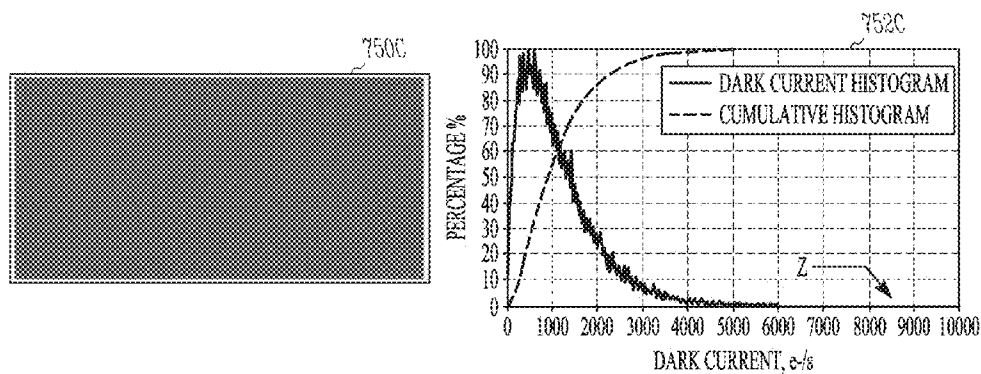 750C
752C
100
90
80
70
60
50
40
30
20
10
0
PERCENTAGE %
DARK CURRENT HISTOGRAM
CUMULATIVE HISTOGRAM
Z
0 1000 2000 3000 4000 5000 6000 7000 8000 9000 10000
DARK CURRENT, e-/s